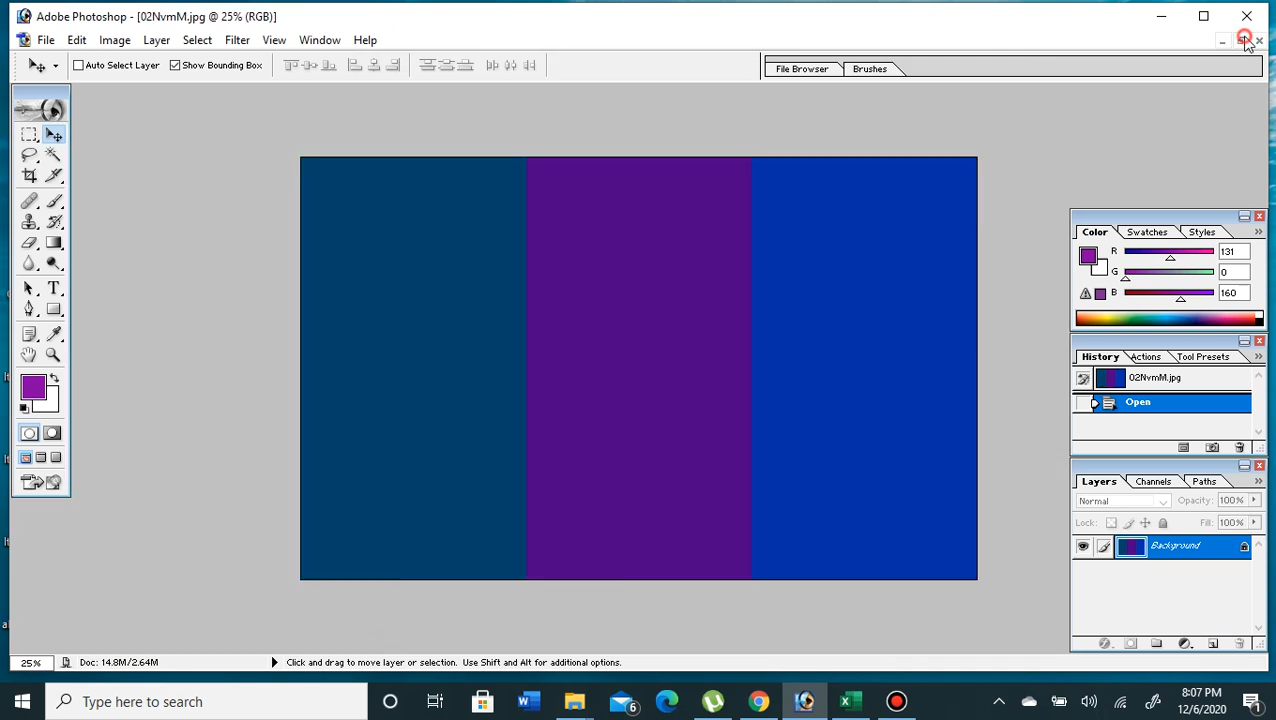 Adobe Photoshop - [02NvmM.jpg @ 25% (RGB)]
File Edit Image Layer Select Filter View Window Help
Auto Select Layer Show Bounding Box File Browser Brushes
Color Swatches Styles
R 131
G 0
B 160
History Actions Tool Presets
02NvmM.jpg
Open
Layers Channels Paths
Normal Opacity: 100%
Lock: Fill: 100%
Background
25% Doc: 14.8M/2.64M Click and drag to move layer or selection. Use Shift and Alt for additional options.
Type here to search
6
8:07 PM
12/6/2020
1